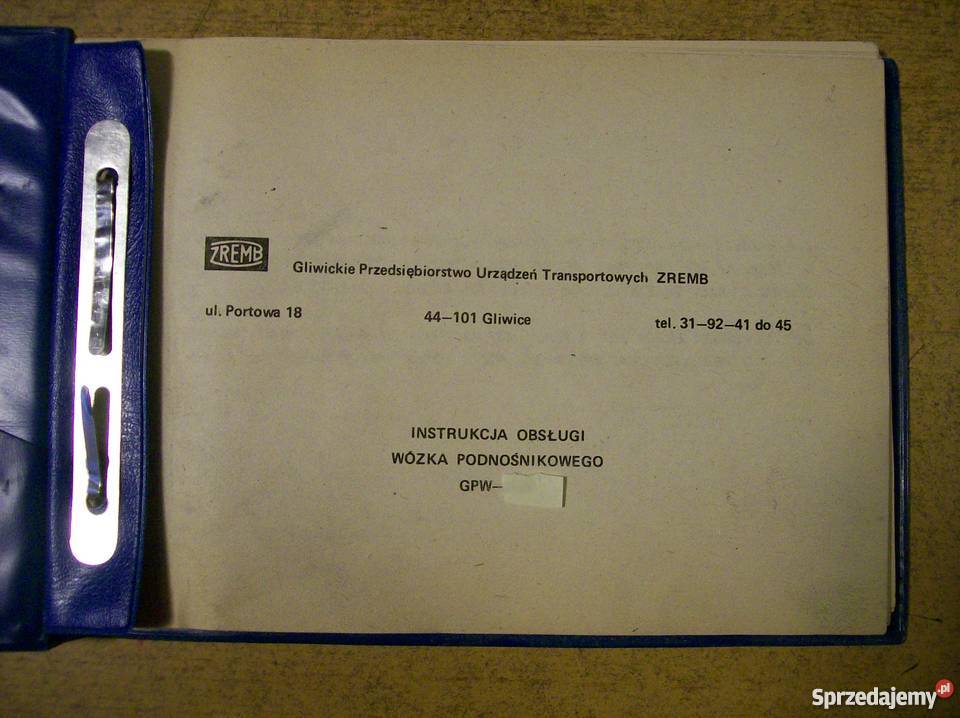 ZREMB
Gliwickie Przedsiębiorstwo Urządzeń Transportowych ZREMB
ul. Portowa 18 44—101 Gliwice tel. 31—92—41 do 45
INSTRUKCJA OBSŁUGI
WÓZKA PODNOŚNIKOWEGO
GPW—
Sprzedajemy.pl